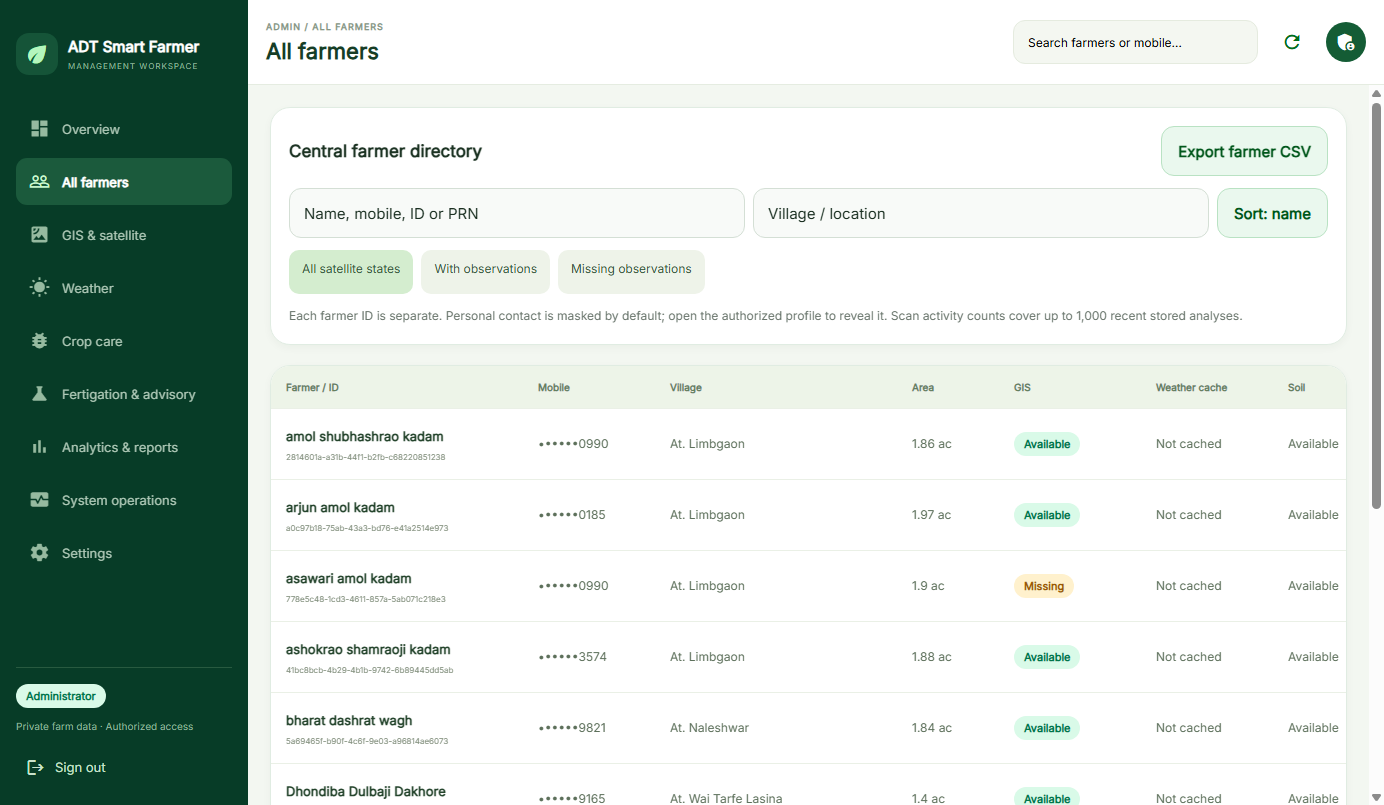 ADT Smart Farmer
MANAGEMENT WORKSPACE
Overview
All farmers
GIS & satellite
Weather
Crop care
Fertigation & advisory
Analytics & reports
System operations
Settings
Administrator
Private farm data · Authorized access
Sign out
ADMIN / ALL FARMERS
All farmers
Search farmers or mobile...
Central farmer directory
Export farmer CSV
Name, mobile, ID or PRN
Village / location
Sort: name
All satellite states
With observations
Missing observations
Each farmer ID is separate. Personal contact is masked by default; open the authorized profile to reveal it. Scan activity counts cover up to 1,000 recent stored analyses.
Farmer / ID Mobile Village Area GIS Weather cache Soil
amol shubhashrao kadam
2814601a-a31b-44f1-b2fb-c68220851238
••••••0990 At. Limbgaon 1.86 ac Available Not cached Available
arjun amol kadam
a0c97b18-75ab-43a3-bd76-e41a2514e973
••••••0185 At. Limbgaon 1.97 ac Available Not cached Available
asawari amol kadam
778e5c48-1cd3-4611-857a-5ab071c218e3
••••••0990 At. Limbgaon 1.9 ac Missing Not cached Available
ashokrao shamraoji kadam
41bc8bcb-4b29-4b1b-9742-6b89445dd5ab
••••••3574 At. Limbgaon 1.88 ac Available Not cached Available
bharat dashrat wagh
5a69465f-b90f-4c6f-9e03-a96814ae6073
••••••9821 At. Naleshwar 1.84 ac Available Not cached Available
Dhondiba Dulbaji Dakhore
••••••9165 At. Wai Tarfe Lasina 1.4 ac Available Not cached Available